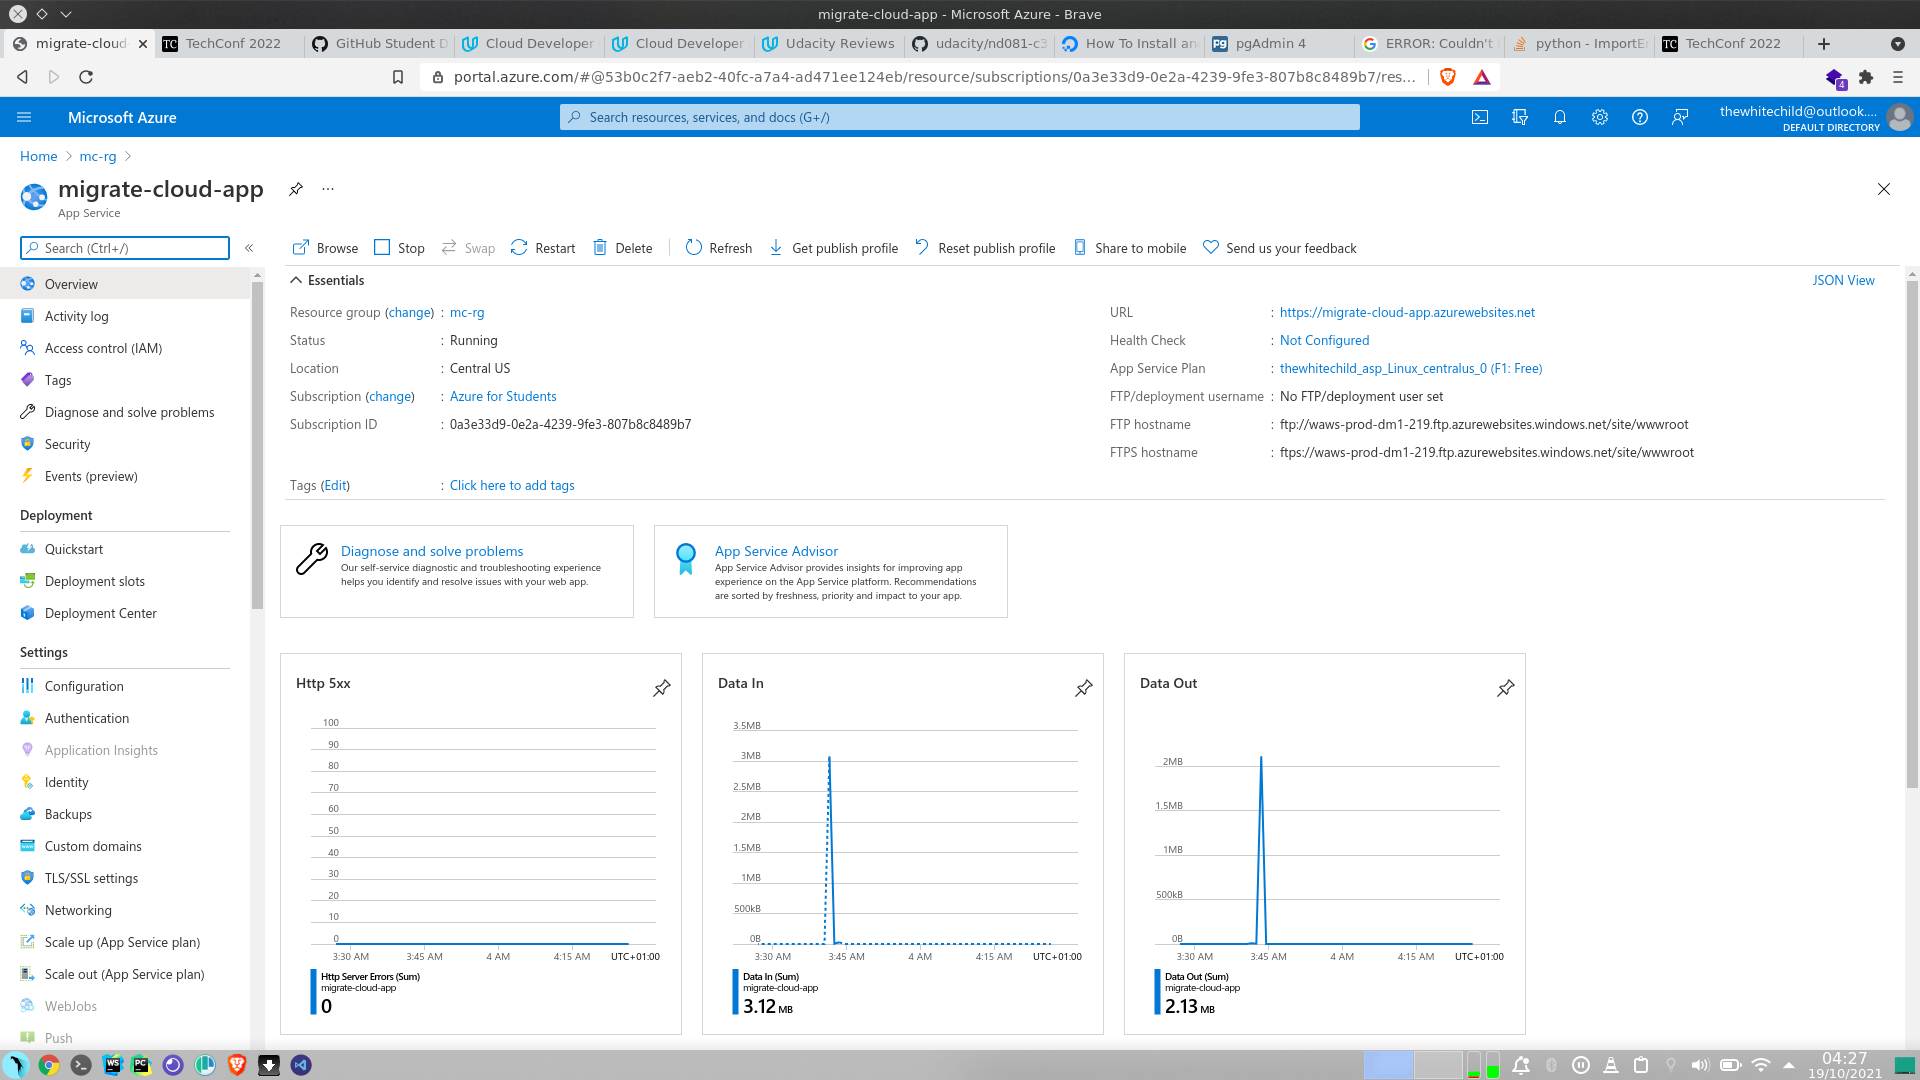 migrate-cloud-app - Microsoft Azure - Brave
migrate-cloud-
TechConf 2022
GitHub Student D
Cloud Developer
Cloud Developer
Udacity Reviews
udacity/nd081-c3
How To Install an
pgAdmin 4
ERROR: Couldn't
python - ImportEr
TechConf 2022
portal.azure.com/#@53b0c2f7-aeb2-40fc-a7a4-ad471ee124eb/resource/subscriptions/0a3e33d9-0e2a-4239-9fe3-807b8c8489b7/res...
4
Microsoft Azure
Search resources, services, and docs (G+/)
thewhitechild@outlook....
DEFAULT DIRECTORY
Home > mc-rg >
migrate-cloud-app
App Service
Search (Ctrl+/)
Browse Stop Swap Restart Delete Refresh Get publish profile Reset publish profile Share to mobile Send us your feedback
Overview
Activity log
Access control (IAM)
Tags
Diagnose and solve problems
Security
Events (preview)
Deployment
Quickstart
Deployment slots
Deployment Center
Settings
Configuration
Authentication
Application Insights
Identity
Backups
Custom domains
TLS/SSL settings
Networking
Scale up (App Service plan)
Scale out (App Service plan)
WebJobs
Push
Essentials
JSON View
Resource group (change) : mc-rg
Status : Running
Location : Central US
Subscription (change) : Azure for Students
Subscription ID : 0a3e33d9-0e2a-4239-9fe3-807b8c8489b7
URL : https://migrate-cloud-app.azurewebsites.net
Health Check : Not Configured
App Service Plan : thewhitechild_asp_Linux_centralus_0 (F1: Free)
FTP/deployment username : No FTP/deployment user set
FTP hostname : ftp://waws-prod-dm1-219.ftp.azurewebsites.windows.net/site/wwwroot
FTPS hostname : ftps://waws-prod-dm1-219.ftp.azurewebsites.windows.net/site/wwwroot
Tags (Edit) : Click here to add tags
Diagnose and solve problems
Our self-service diagnostic and troubleshooting experience
helps you identify and resolve issues with your web app.
App Service Advisor
App Service Advisor provides insights for improving app
experience on the App Service platform. Recommendations
are sorted by freshness, priority and impact to your app.
Http 5xx
100
90
80
70
60
50
40
30
20
10
0
3:30 AM 3:45 AM 4 AM 4:15 AM UTC+01:00
Http Server Errors (Sum)
migrate-cloud-app
0
Data In
3.5MB
3MB
2.5MB
2MB
1.5MB
1MB
500kB
0B
3:30 AM 3:45 AM 4 AM 4:15 AM UTC+01:00
Data In (Sum)
migrate-cloud-app
3.12 MB
Data Out
2MB
1.5MB
1MB
500kB
0B
3:30 AM 3:45 AM 4 AM 4:15 AM UTC+01:00
Data Out (Sum)
migrate-cloud-app
2.13 MB
04:27
19/10/2021